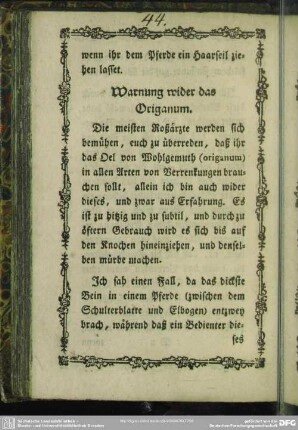 44.
wenn ihr dem Pferde ein Haarseil zie-
hen lasset.
Warnung wider das
Origanum.
Die meisten Roßärzte werden sich
bemühen, euch zu überreden, daß ihr
das Oel von Wohlgemuth (origanum)
in allen Arten von Verrenkungen brau-
chen sollt, allein ich bin auch wider
dieses, und zwar aus Erfahrung. Es
ist zu hitzig und zu subtil, und durch zu
öftern Gebrauch wird es sich bis auf
den Knochen hineinziehen, und densel-
ben mürbe machen.
Ich sah einen Fall, da das dickste
Bein in einem Pferde (zwischen dem
Schulterblatte und Elbogen) entzwey
brach, während daß ein Bedienter die-
ses